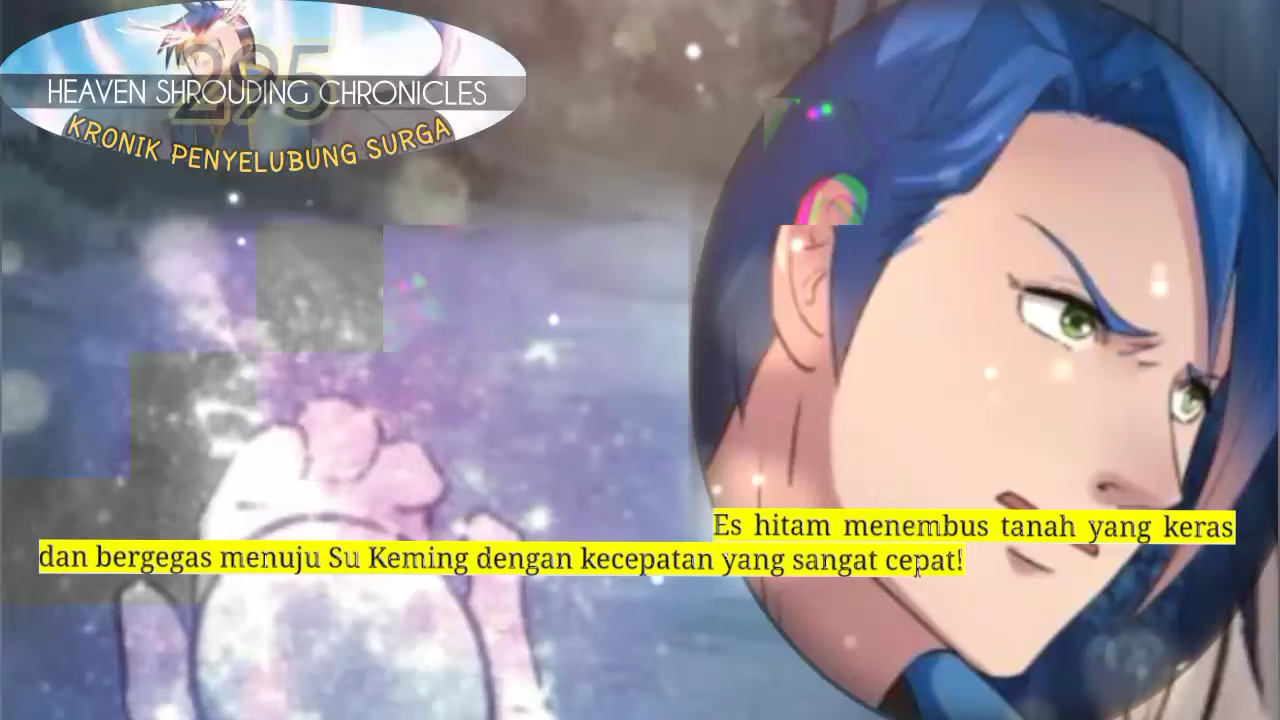 295
HEAVEN SHROUDING CHRONICLES
KRONIK PENYELUBUNG SURGA
Es hitam menembus tanah yang keras
dan bergegas menuju Su Keming dengan kecepatan yang sangat cepat!